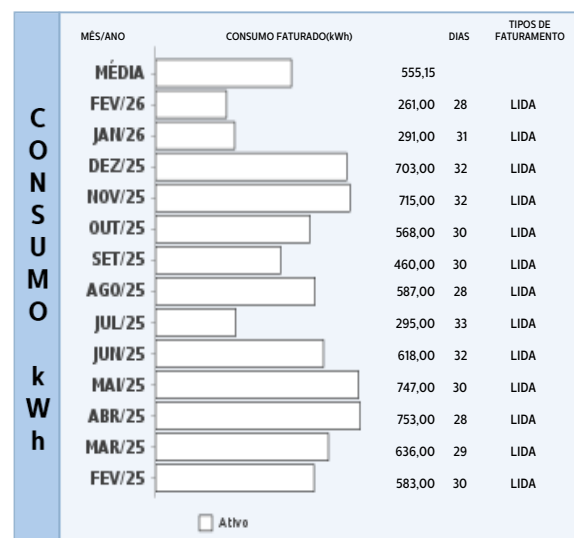 MÊS/ANO CONSUMO FATURADO(kWh) DIAS TIPOS DE FATURAMENTO
CONSUMO kWh
MÉDIA 555,15
FEV/26 261,00 28 LIDA
JAN/26 291,00 31 LIDA
DEZ/25 703,00 32 LIDA
NOV/25 715,00 32 LIDA
OUT/25 568,00 30 LIDA
SET/25 460,00 30 LIDA
AGO/25 587,00 28 LIDA
JUL/25 295,00 33 LIDA
JUN/25 618,00 32 LIDA
MAI/25 747,00 30 LIDA
ABR/25 753,00 28 LIDA
MAR/25 636,00 29 LIDA
FEV/25 583,00 30 LIDA
Ativo